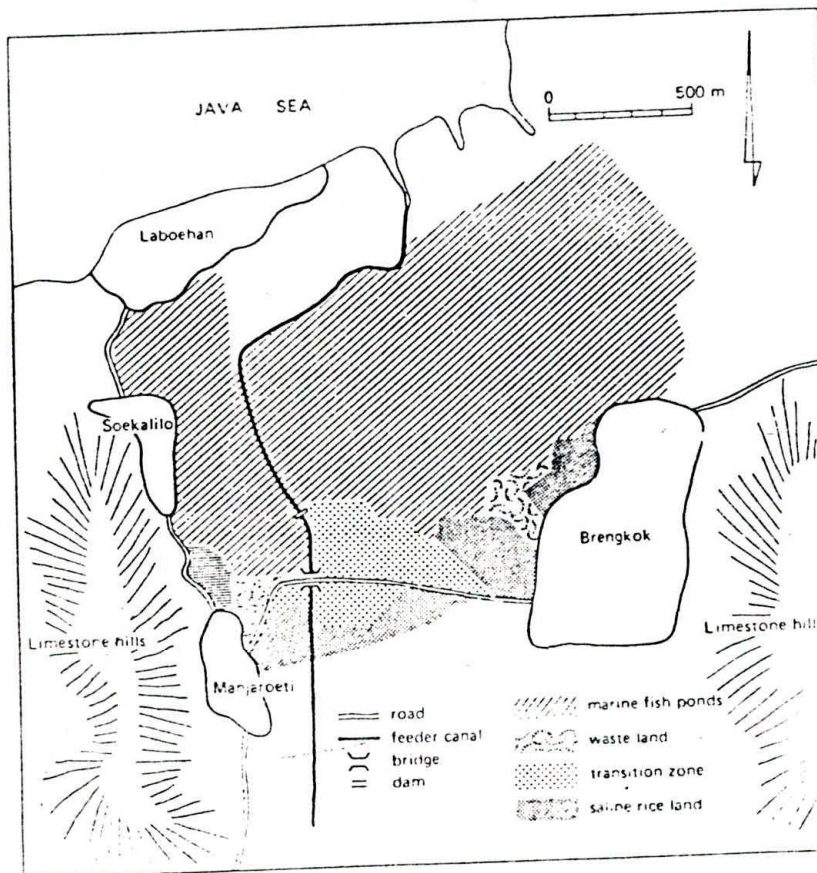 JAVA SEA
0 500 m
Laboehan
Soekalilo
Brengkok
Limestone hills
Limestone hill
Manjaroeti
road
feeder canal
bridge
dam
marine fish ponds
waste land
transition zone
saline rice land